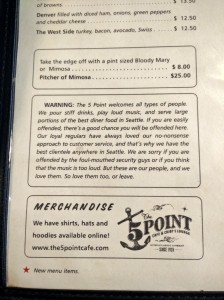 of browns $ 13.50
Denver filled with diced ham, onions, green peppers
and cheddar cheese $ 12.50
The West Side turkey, bacon, avocado, Swiss $ 12.50
Take the edge off with a pint sized Bloody Mary
or Mimosa $ 8.00
Pitcher of Mimosa $25.00
WARNING: The 5 Point welcomes all types of people.
We pour stiff drinks, play loud music, and serve large
portions of the best diner food in Seattle. If you are easily
offended, there's a good chance you will be offended here.
Our loyal regulars have always loved our no-nonsense
approach to customer service, and that's why we have the
best clientele anywhere in Seattle. We are sorry if you are
offended by the foul-mouthed security guys or if you think
that the music is too loud. But these are our people, and we
love them. So love them too, or leave.
MERCHANDISE
We have shirts, hats and
hoodies available online!
www.the5pointcafe.com
The
5 POINT
CAFE
SINCE 1929
★ New menu items.